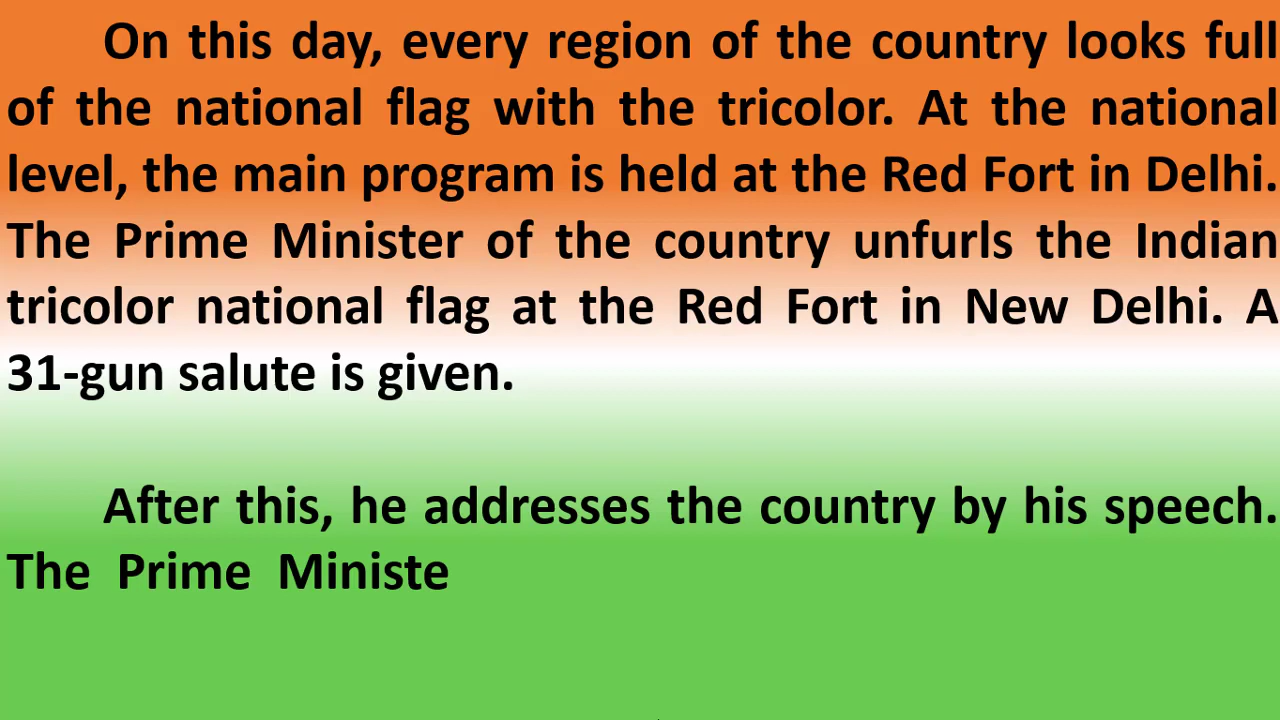 On this day, every region of the country looks full
of the national flag with the tricolor. At the national
level, the main program is held at the Red Fort in Delhi.
The Prime Minister of the country unfurls the Indian
tricolor national flag at the Red Fort in New Delhi. A
31-gun salute is given.
After this, he addresses the country by his speech.
The Prime Ministe